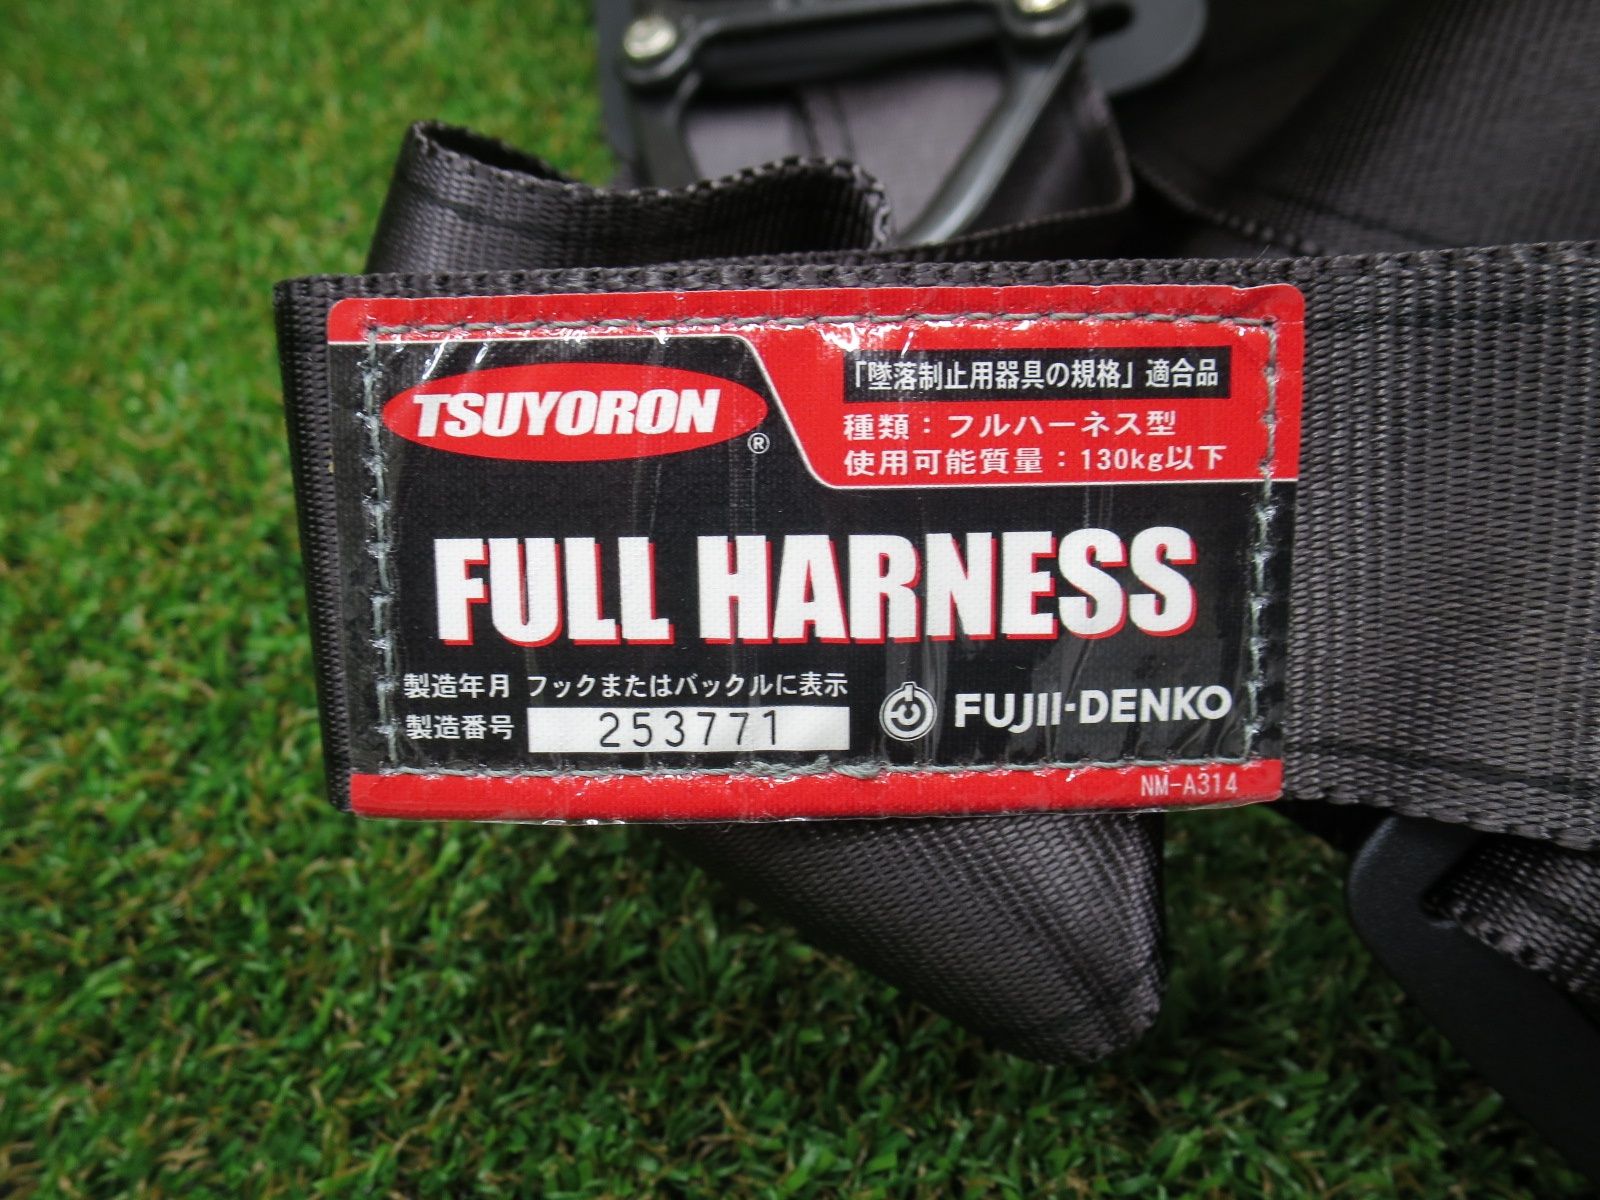 TSUYORON®
「墜落制止用器具の規格」適合品
種類：フルハーネス型
使用可能質量：130kg以下
FULL HARNESS
製造年月 フックまたはバックルに表示
製造番号 253771
FUJII-DENKO
NM-A314